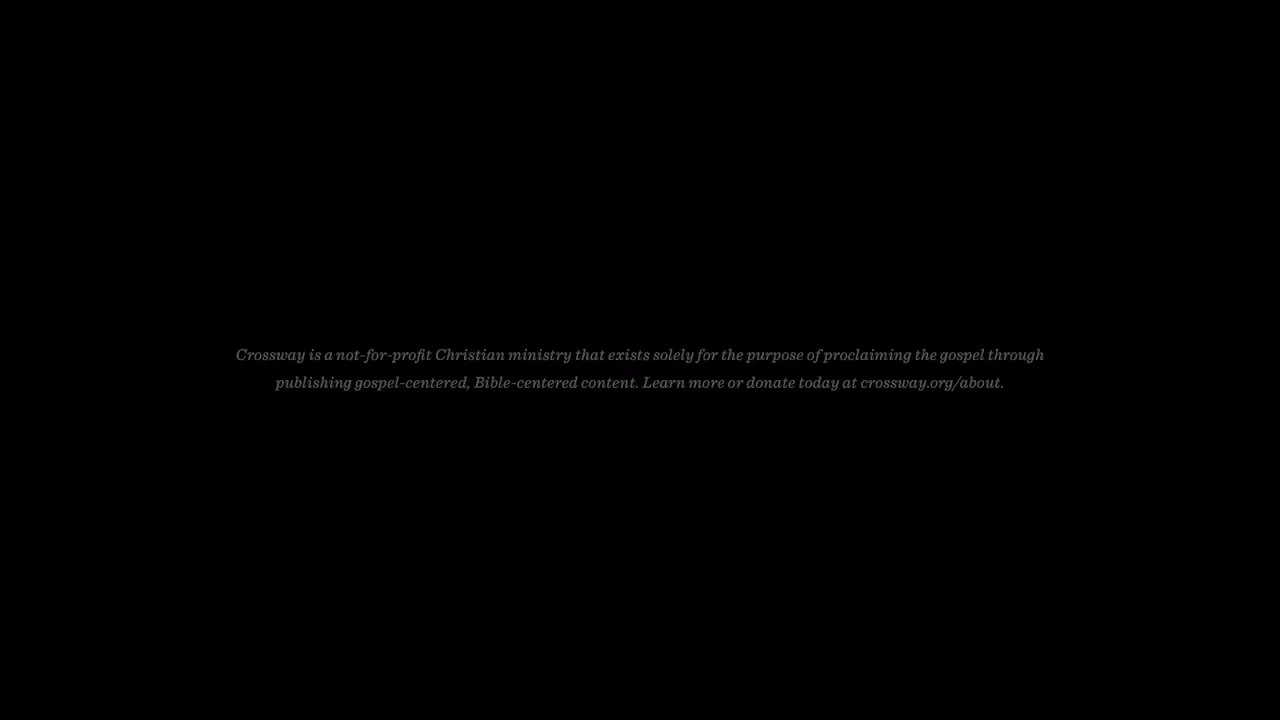 Crossway is a not-for-profit Christian ministry that exists solely for the purpose of proclaiming the gospel through
publishing gospel-centered, Bible-centered content. Learn more or donate today at crossway.org/about.